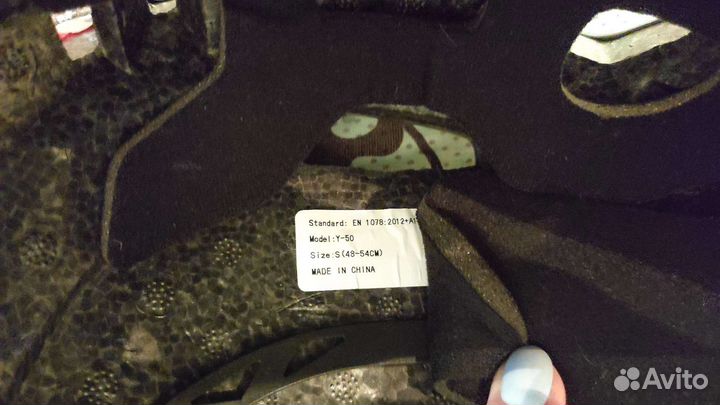 Standard: EN 1078:2012+A1
Model:Y-50
Size:S(48-54CM)
MADE IN CHINA
Avito